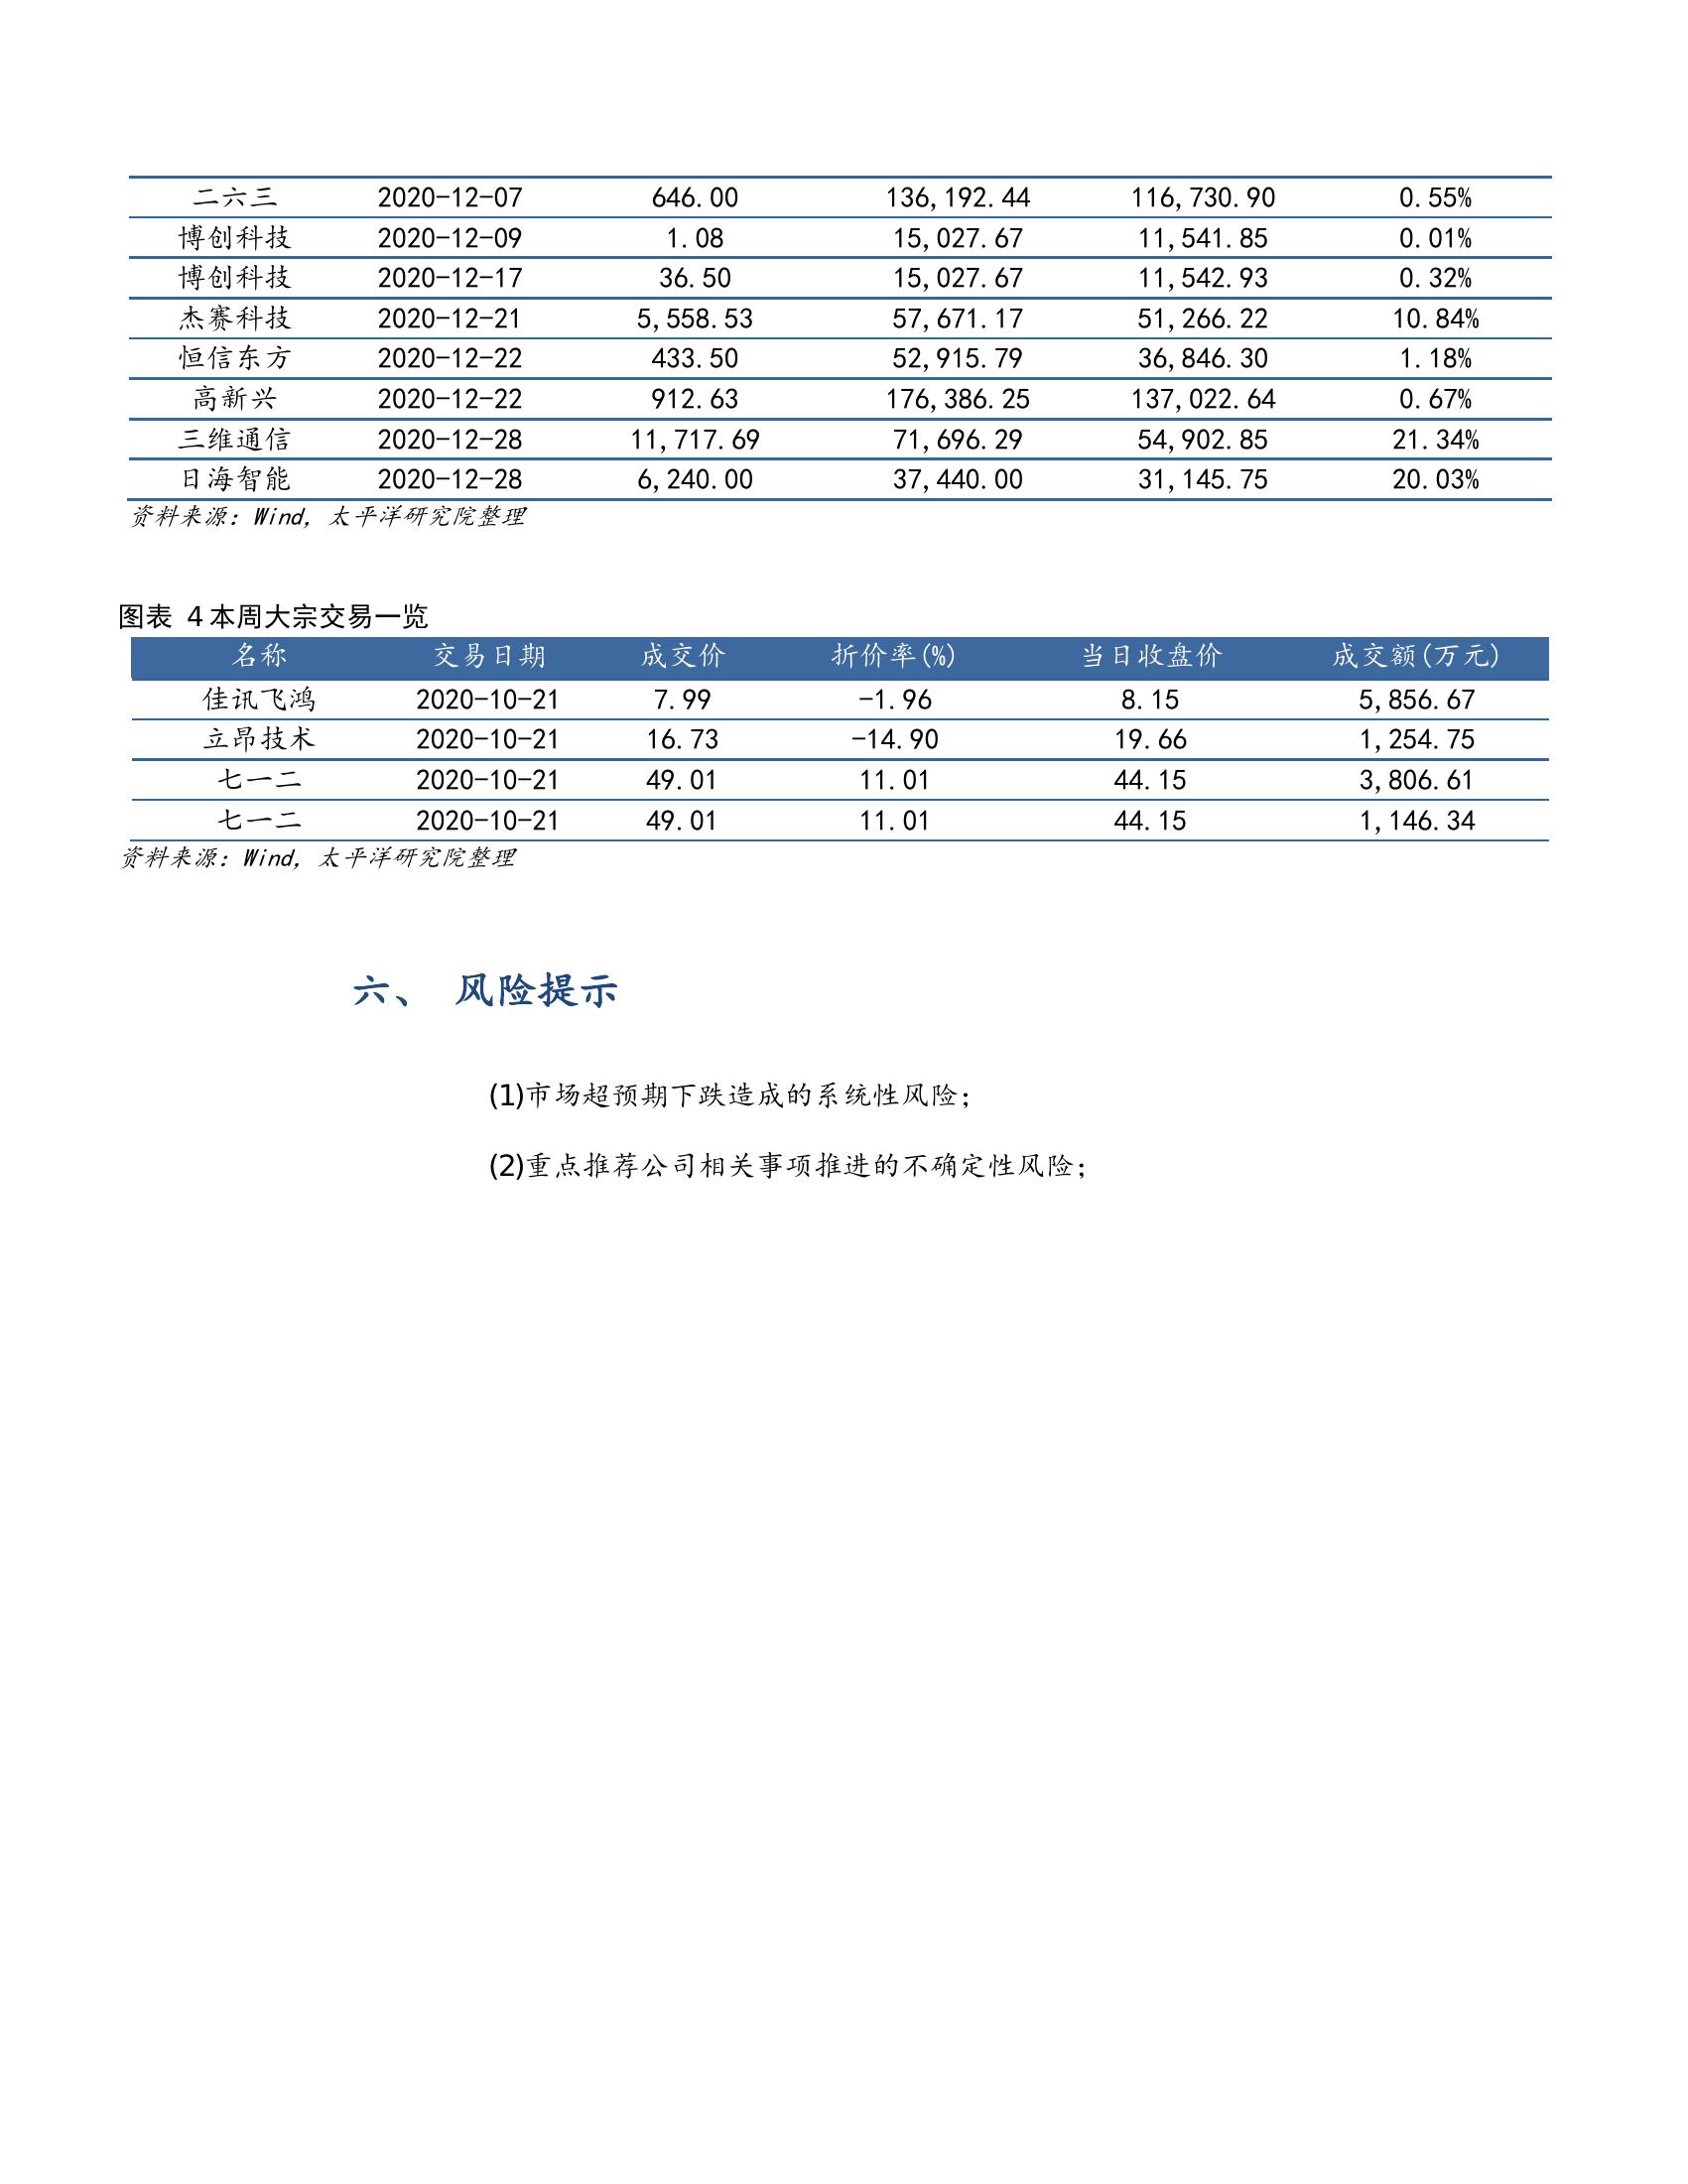 二六三 2020-12-07 646.00 136,192.44 116,730.90 0.55%
博创科技 2020-12-09 1.08 15,027.67 11,541.85 0.01%
博创科技 2020-12-17 36.50 15,027.67 11,542.93 0.32%
杰赛科技 2020-12-21 5,558.53 57,671.17 51,266.22 10.84%
恒信东方 2020-12-22 433.50 52,915.79 36,846.30 1.18%
高新兴 2020-12-22 912.63 176,386.25 137,022.64 0.67%
三维通信 2020-12-28 11,717.69 71,696.29 54,902.85 21.34%
日海智能 2020-12-28 6,240.00 37,440.00 31,145.75 20.03%
资料来源：Wind，太平洋研究院整理
图表 4 本周大宗交易一览
名称 交易日期 成交价 折价率(%) 当日收盘价 成交额(万元)
佳讯飞鸿 2020-10-21 7.99 -1.96 8.15 5,856.67
立昂技术 2020-10-21 16.73 -14.90 19.66 1,254.75
七一二 2020-10-21 49.01 11.01 44.15 3,806.61
七一二 2020-10-21 49.01 11.01 44.15 1,146.34
资料来源：Wind，太平洋研究院整理
六、 风险提示
(1)市场超预期下跌造成的系统性风险；
(2)重点推荐公司相关事项推进的不确定性风险；